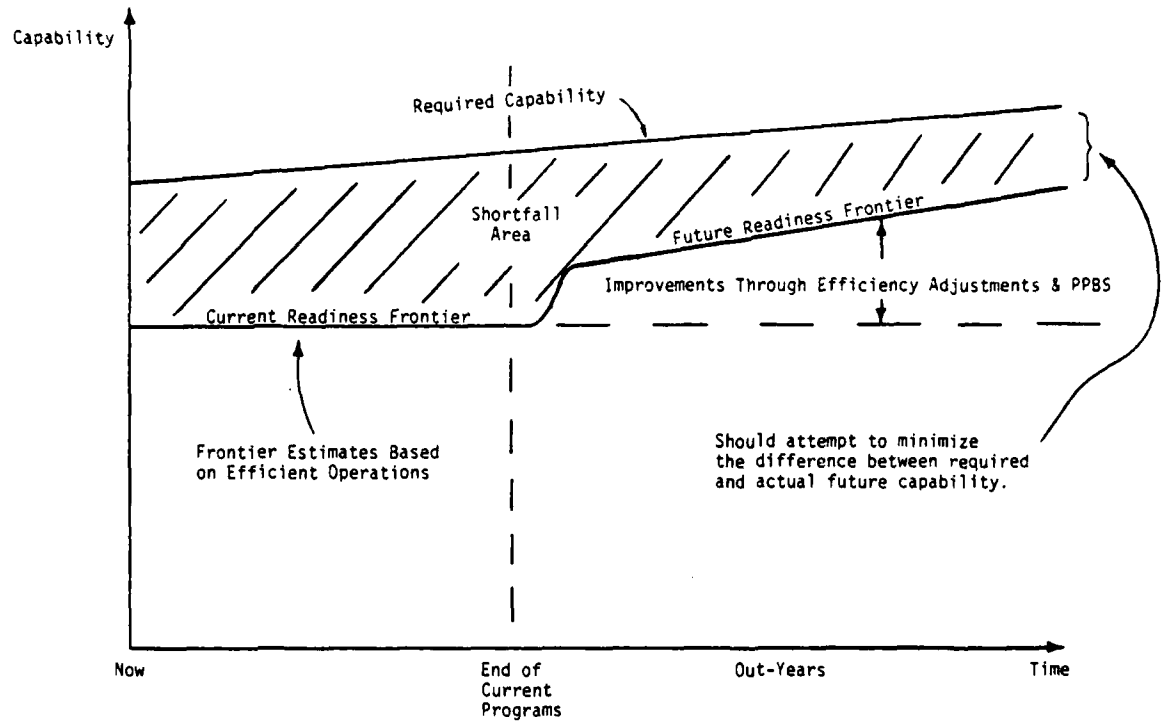 Capability
Required Capability
Shortfall
Area
Future Readiness Frontier
Improvements Through Efficiency Adjustments & PPBS
Current Readiness Frontier
Frontier Estimates Based
on Efficient Operations
Should attempt to minimize
the difference between required
and actual future capability.
Now
End of
Current
Programs
Out-Years
Time